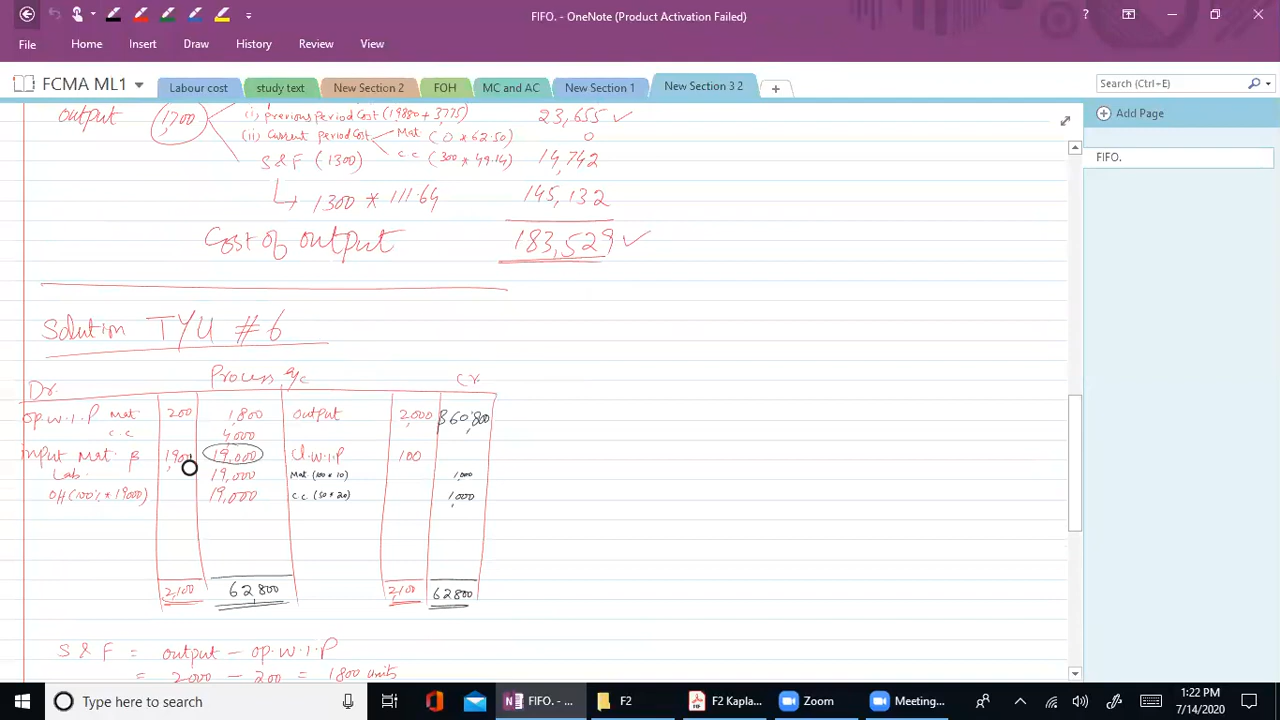 FIFO. - OneNote (Product Activation Failed)
?
File Home Insert Draw History Review View
FCMA ML1 Labour cost study text New Section 2 FOH MC and AC New Section 1 New Section 3 2 Search (Ctrl+E)
Add Page
FIFO.
output 1,700 (i) previous period cost (19880 + 3775) 23,655 ✓
(ii) Current period cost Mat (0 * 62.50) 0
c.c (300 * 49.14) 14,742
S & F (1300)
1300 * 111.64 145,132
Cost of output 183,529 ✓
Solution TYU # 6
Dr. Process a/c Cr.
op.w.i.P Mat 200 1,800 output 2,000 60,800
c.c 4,000
input Mat. 1900 19,000 Cl.w.i.P 100
Lab. 19,000 Mat (100 * 10) 1,000
OH (100% * 19000) 19,000 c.c (50 * 20) 1,000
2,100 62,800 2,100 62800
S & F = output - op.w.i.P
= 2000 - 200 = 1800 units
Type here to search
FIFO. - ... F2 F2 Kapla... Zoom Meeting... 1:22 PM
7/14/2020